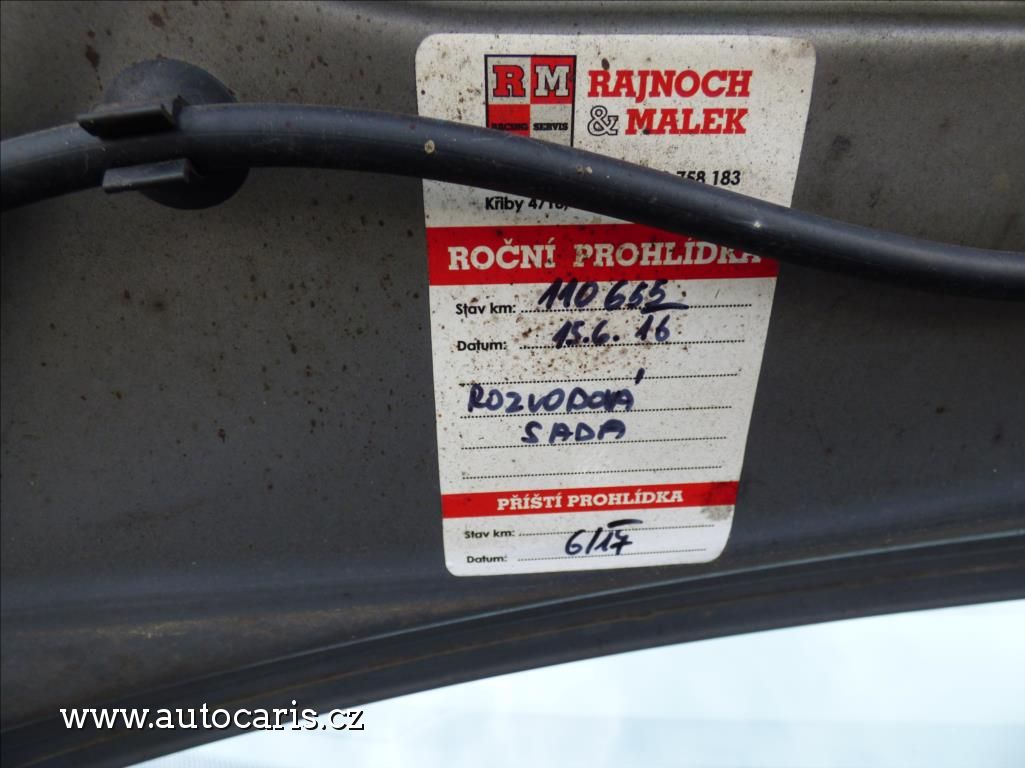 RM
RACING SERVIS
RAJNOCH
& MALEK
758 183
Křiby
ROČNÍ PROHLÍDKA
Stav km: 110 655
Datum: 15.6. 16
ROZVODOVÁ
SADA
PŘÍŠTÍ PROHLÍDKA
Stav km:
Datum: 6/17
www.autocaris.cz